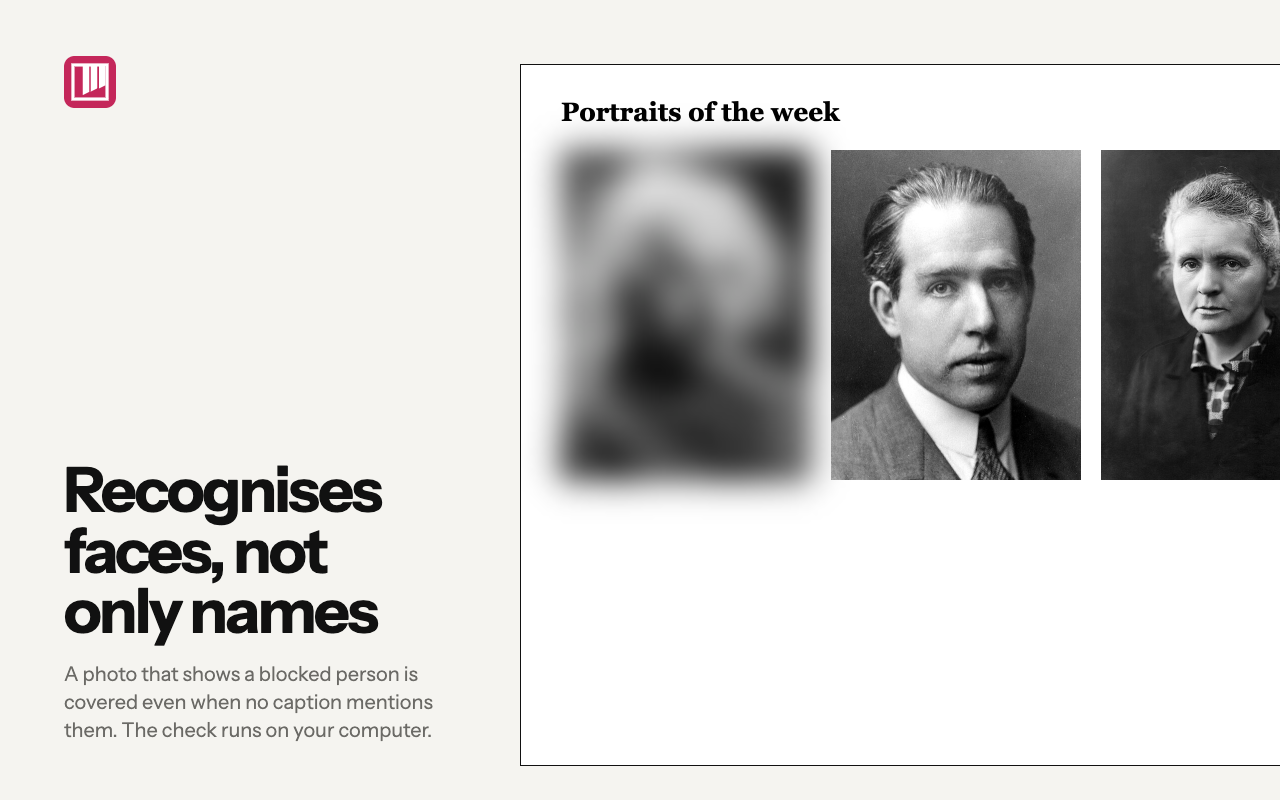 Portraits of the week
Recognises
faces, not
only names
A photo that shows a blocked person is
covered even when no caption mentions
them. The check runs on your computer.